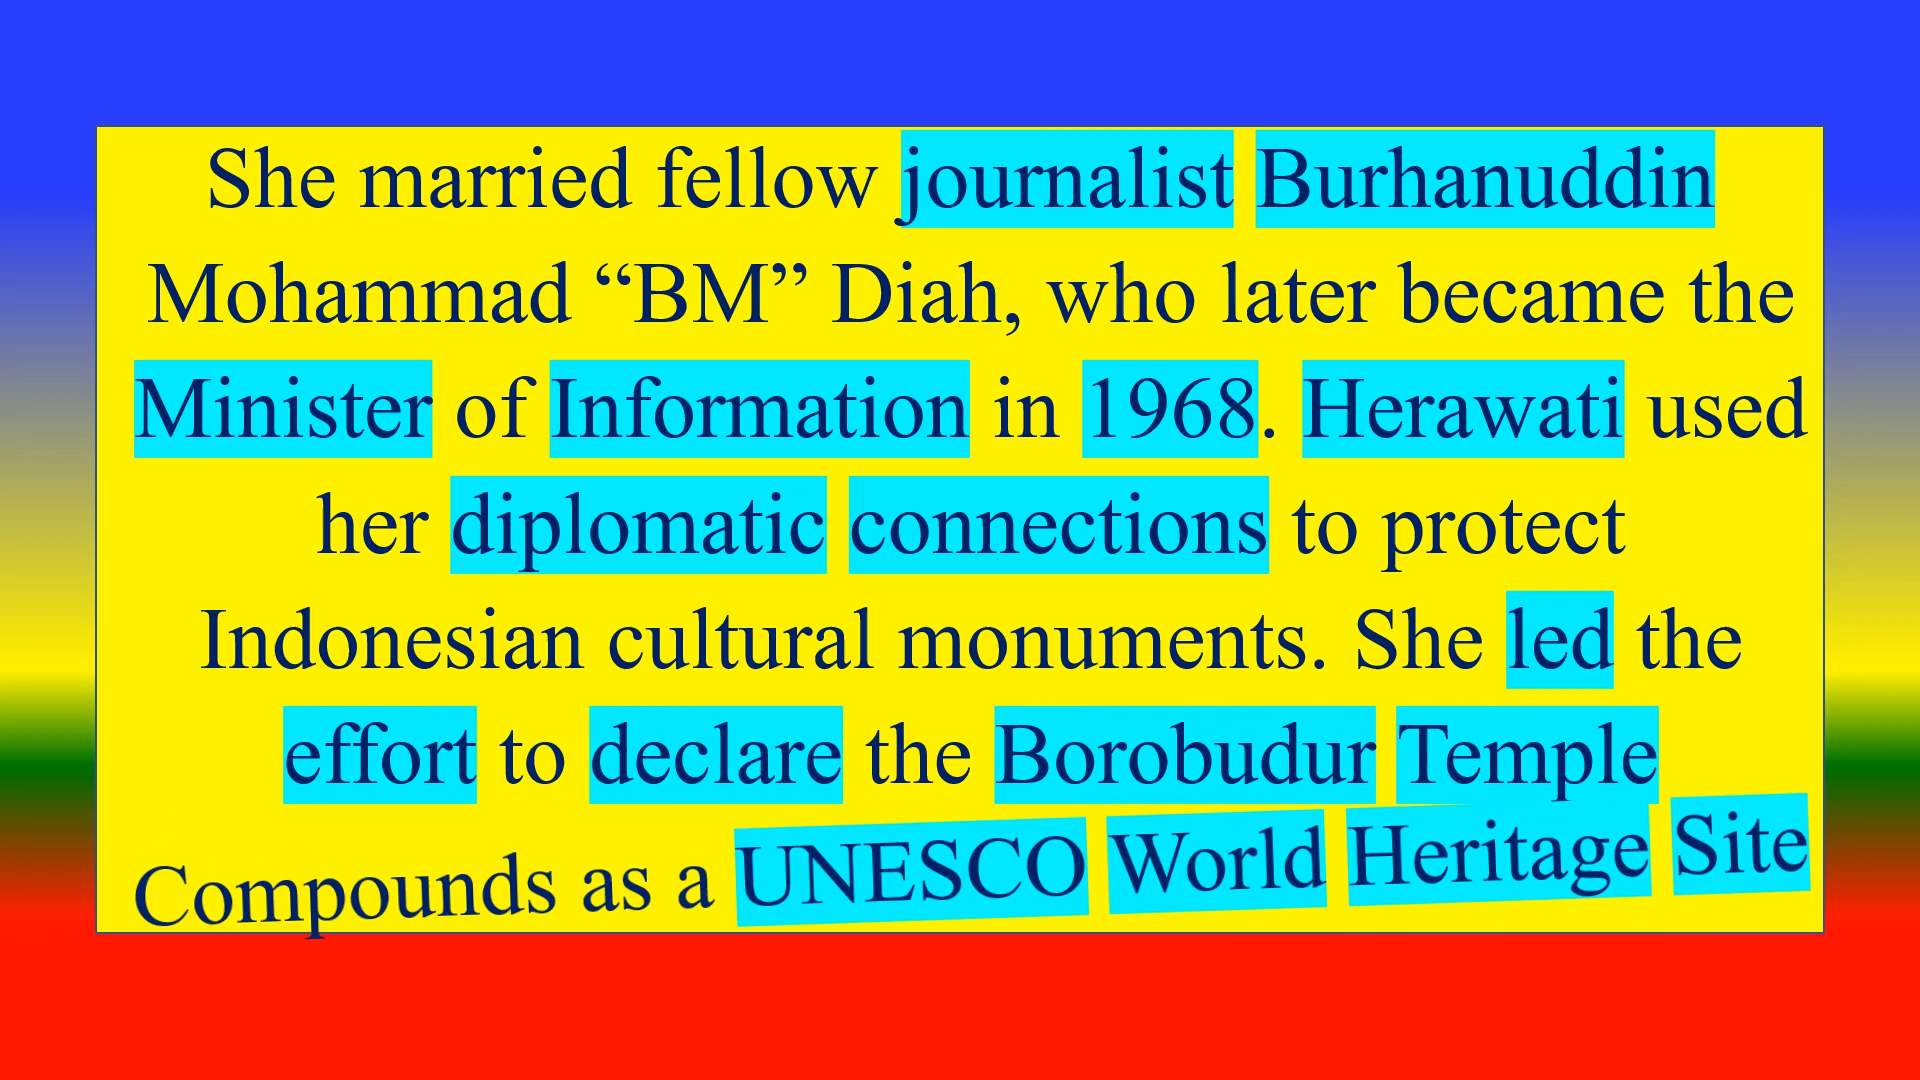 She married fellow journalist Burhanuddin
Mohammad “BM” Diah, who later became the
Minister of Information in 1968. Herawati used
her diplomatic connections to protect
Indonesian cultural monuments. She led the
effort to declare the Borobudur Temple
Compounds as a UNESCO World Heritage Site